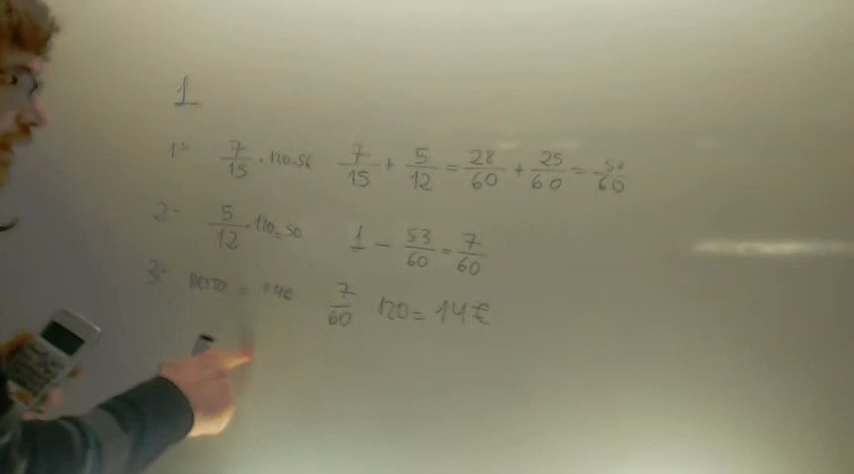 1
1º 7/15 · 120 = 56 7/15 + 5/12 = 28/60 + 25/60 = 53/60
2º 5/12 · 120 = 50 1 - 53/60 = 7/60
3º = 14€ 7/60 120 = 14€